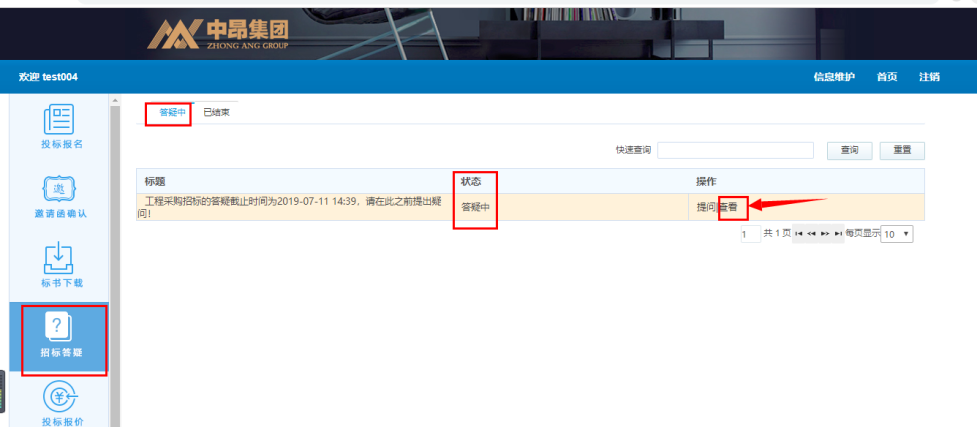 中昂集团
ZHONG ANG GROUP
欢迎 test004
信息维护 首页 注销
投标报名
邀
邀请函确认
标书下载
?
招标答疑
¥
投标报价
答疑中 已结束
快速查询 查询 重置
标题 状态 操作
工程采购招标的答疑截止时间为2019-07-11 14:39，请在此之前提出疑
问! 答疑中 提问|查看
1 共 1 页 每页显示 10